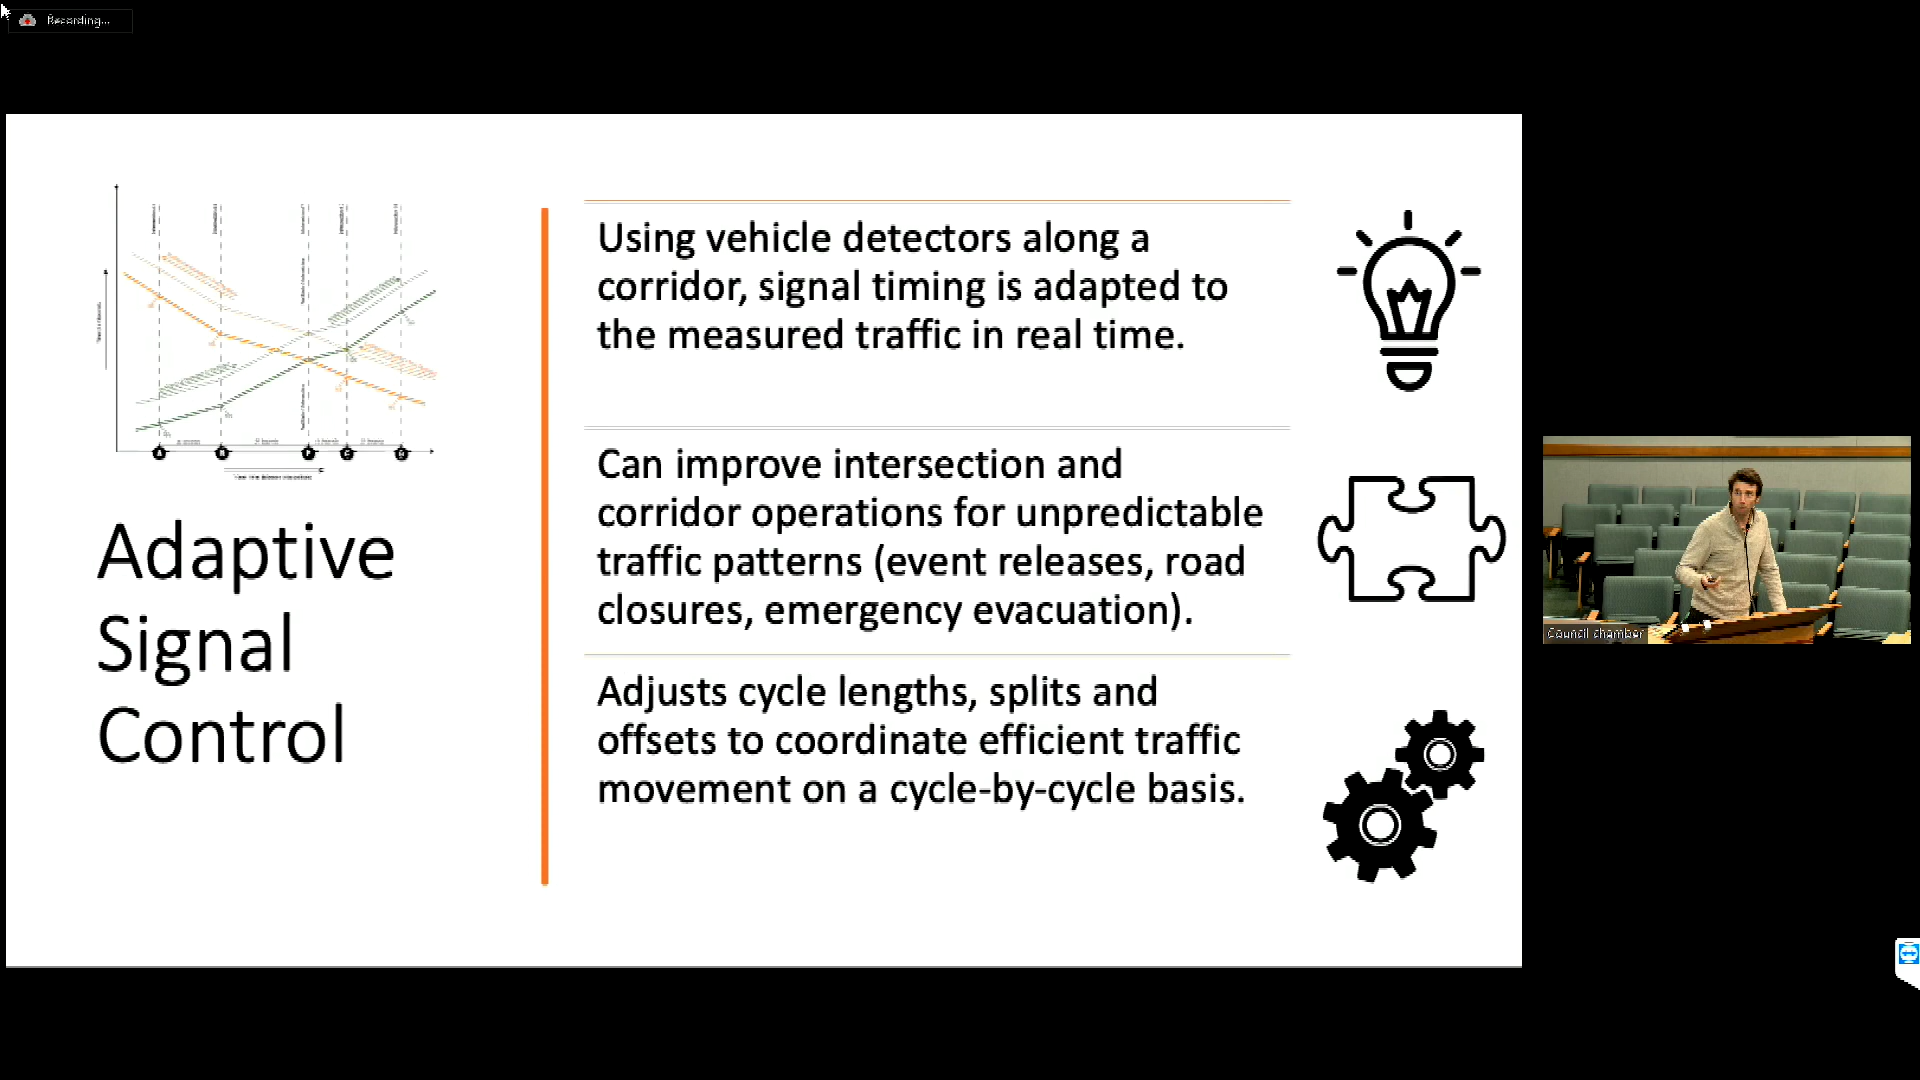 Recording...
Adaptive
Signal
Control
Using vehicle detectors along a
corridor, signal timing is adapted to
the measured traffic in real time.
Can improve intersection and
corridor operations for unpredictable
traffic patterns (event releases, road
closures, emergency evacuation).
Adjusts cycle lengths, splits and
offsets to coordinate efficient traffic
movement on a cycle-by-cycle basis.
Council chamber